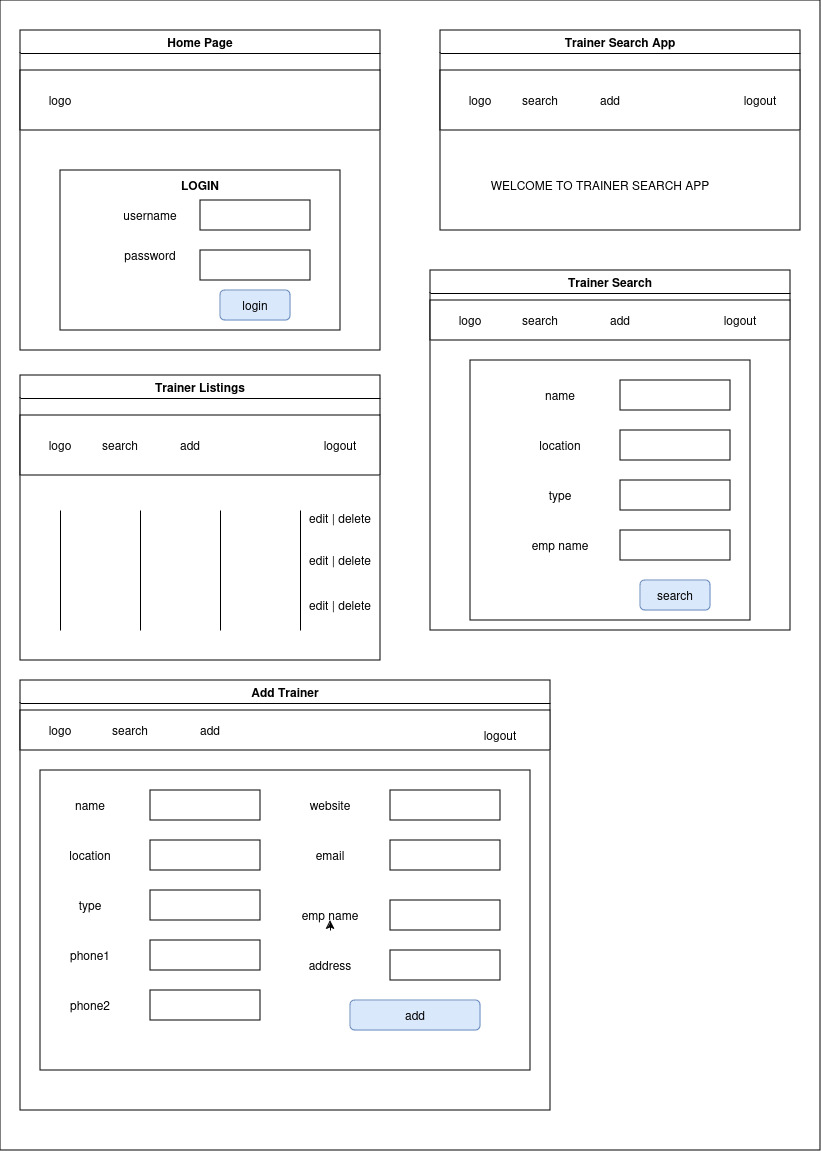 Home Page
logo
LOGIN
username
password
login
Trainer Search App
logo search add logout
WELCOME TO TRAINER SEARCH APP
Trainer Search
logo search add logout
name
location
type
emp name
search
Trainer Listings
logo search add logout
edit | delete
edit | delete
edit | delete
Add Trainer
logo search add logout
name website
location email
type emp name
phone1 address
phone2
add